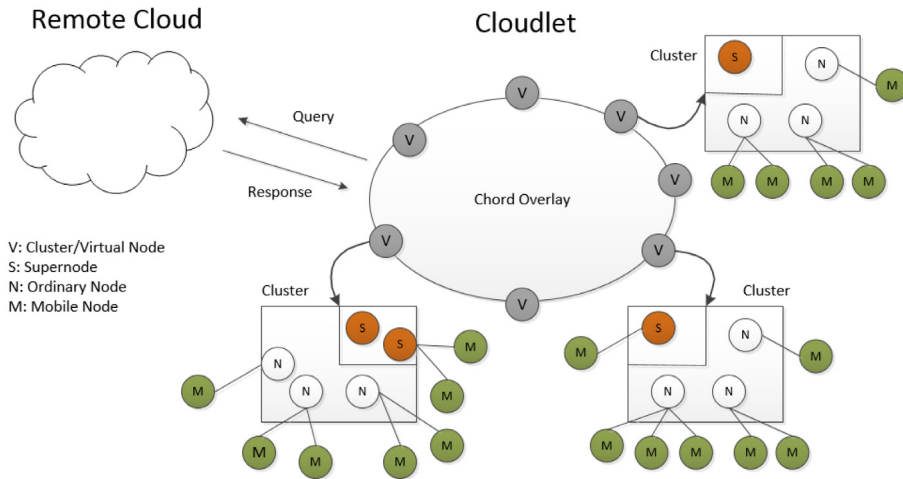 Remote Cloud
Cloudlet
Cluster
S
N
M
N
N
M
M
M
M
Query
Response
V
V
V
V
V
V
V
Chord Overlay
V: Cluster/Virtual Node
S: Supernode
N: Ordinary Node
M: Mobile Node
Cluster
S
S
M
N
N
N
M
M
M
M
M
M
Cluster
S
N
M
M
N
N
M
M
M
M
M